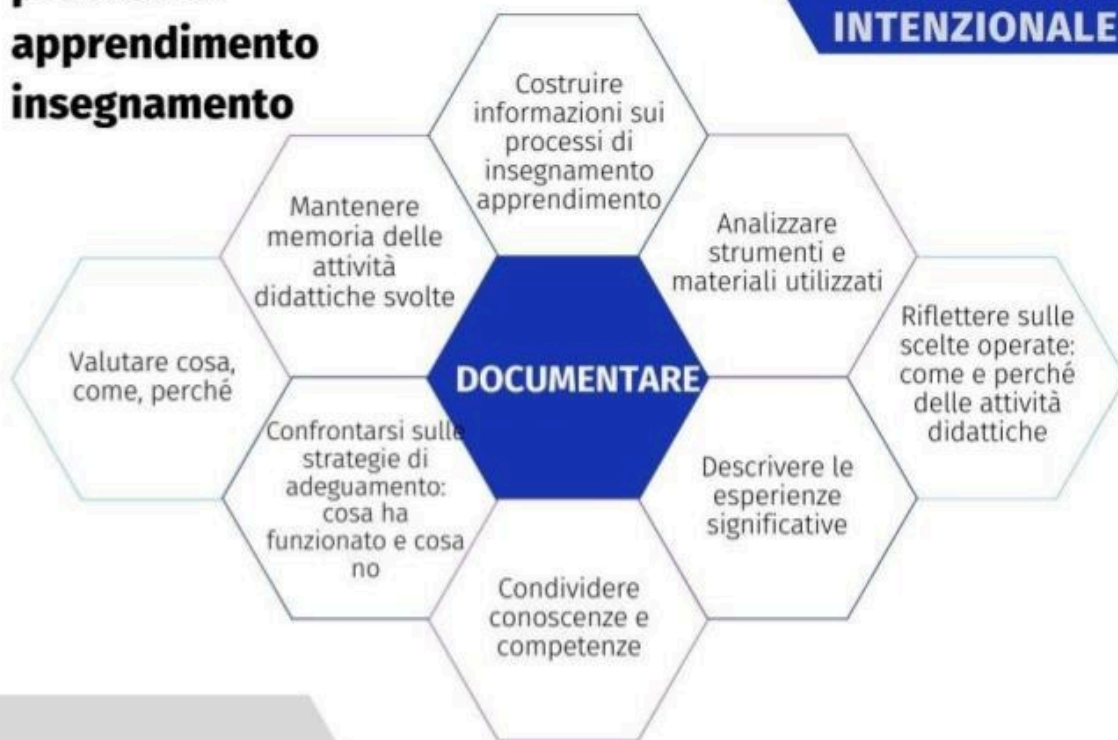 apprendimento
insegnamento
INTENZIONALE
Costruire
informazioni sui
processi di
insegnamento
apprendimento
Mantenere
memoria delle
attività
didattiche svolte
Analizzare
strumenti e
materiali utilizzati
Valutare cosa,
come, perché
DOCUMENTARE
Riflettere sulle
scelte operate:
come e perché
delle attività
didattiche
Confrontarsi sulle
strategie di
adeguamento:
cosa ha
funzionato e cosa
no
Descrivere le
esperienze
significative
Condividere
conoscenze e
competenze